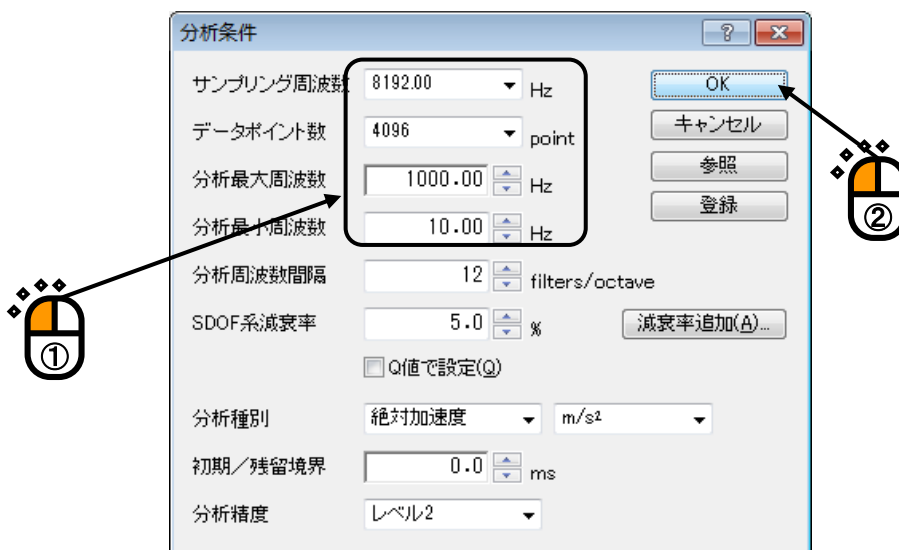 分析条件
サンプリング周波数 8192.00 Hz OK
データポイント数 4096 point キャンセル
分析最大周波数 1000.00 Hz 参照
分析最小周波数 10.00 Hz 登録
②
分析周波数間隔 12 filters/octave
SDOF系減衰率 5.0 % 減衰率追加(A)...
①
Q値で設定(Q)
分析種別 絶対加速度 m/s²
初期/残留境界 0.0 ms
分析精度 レベル2